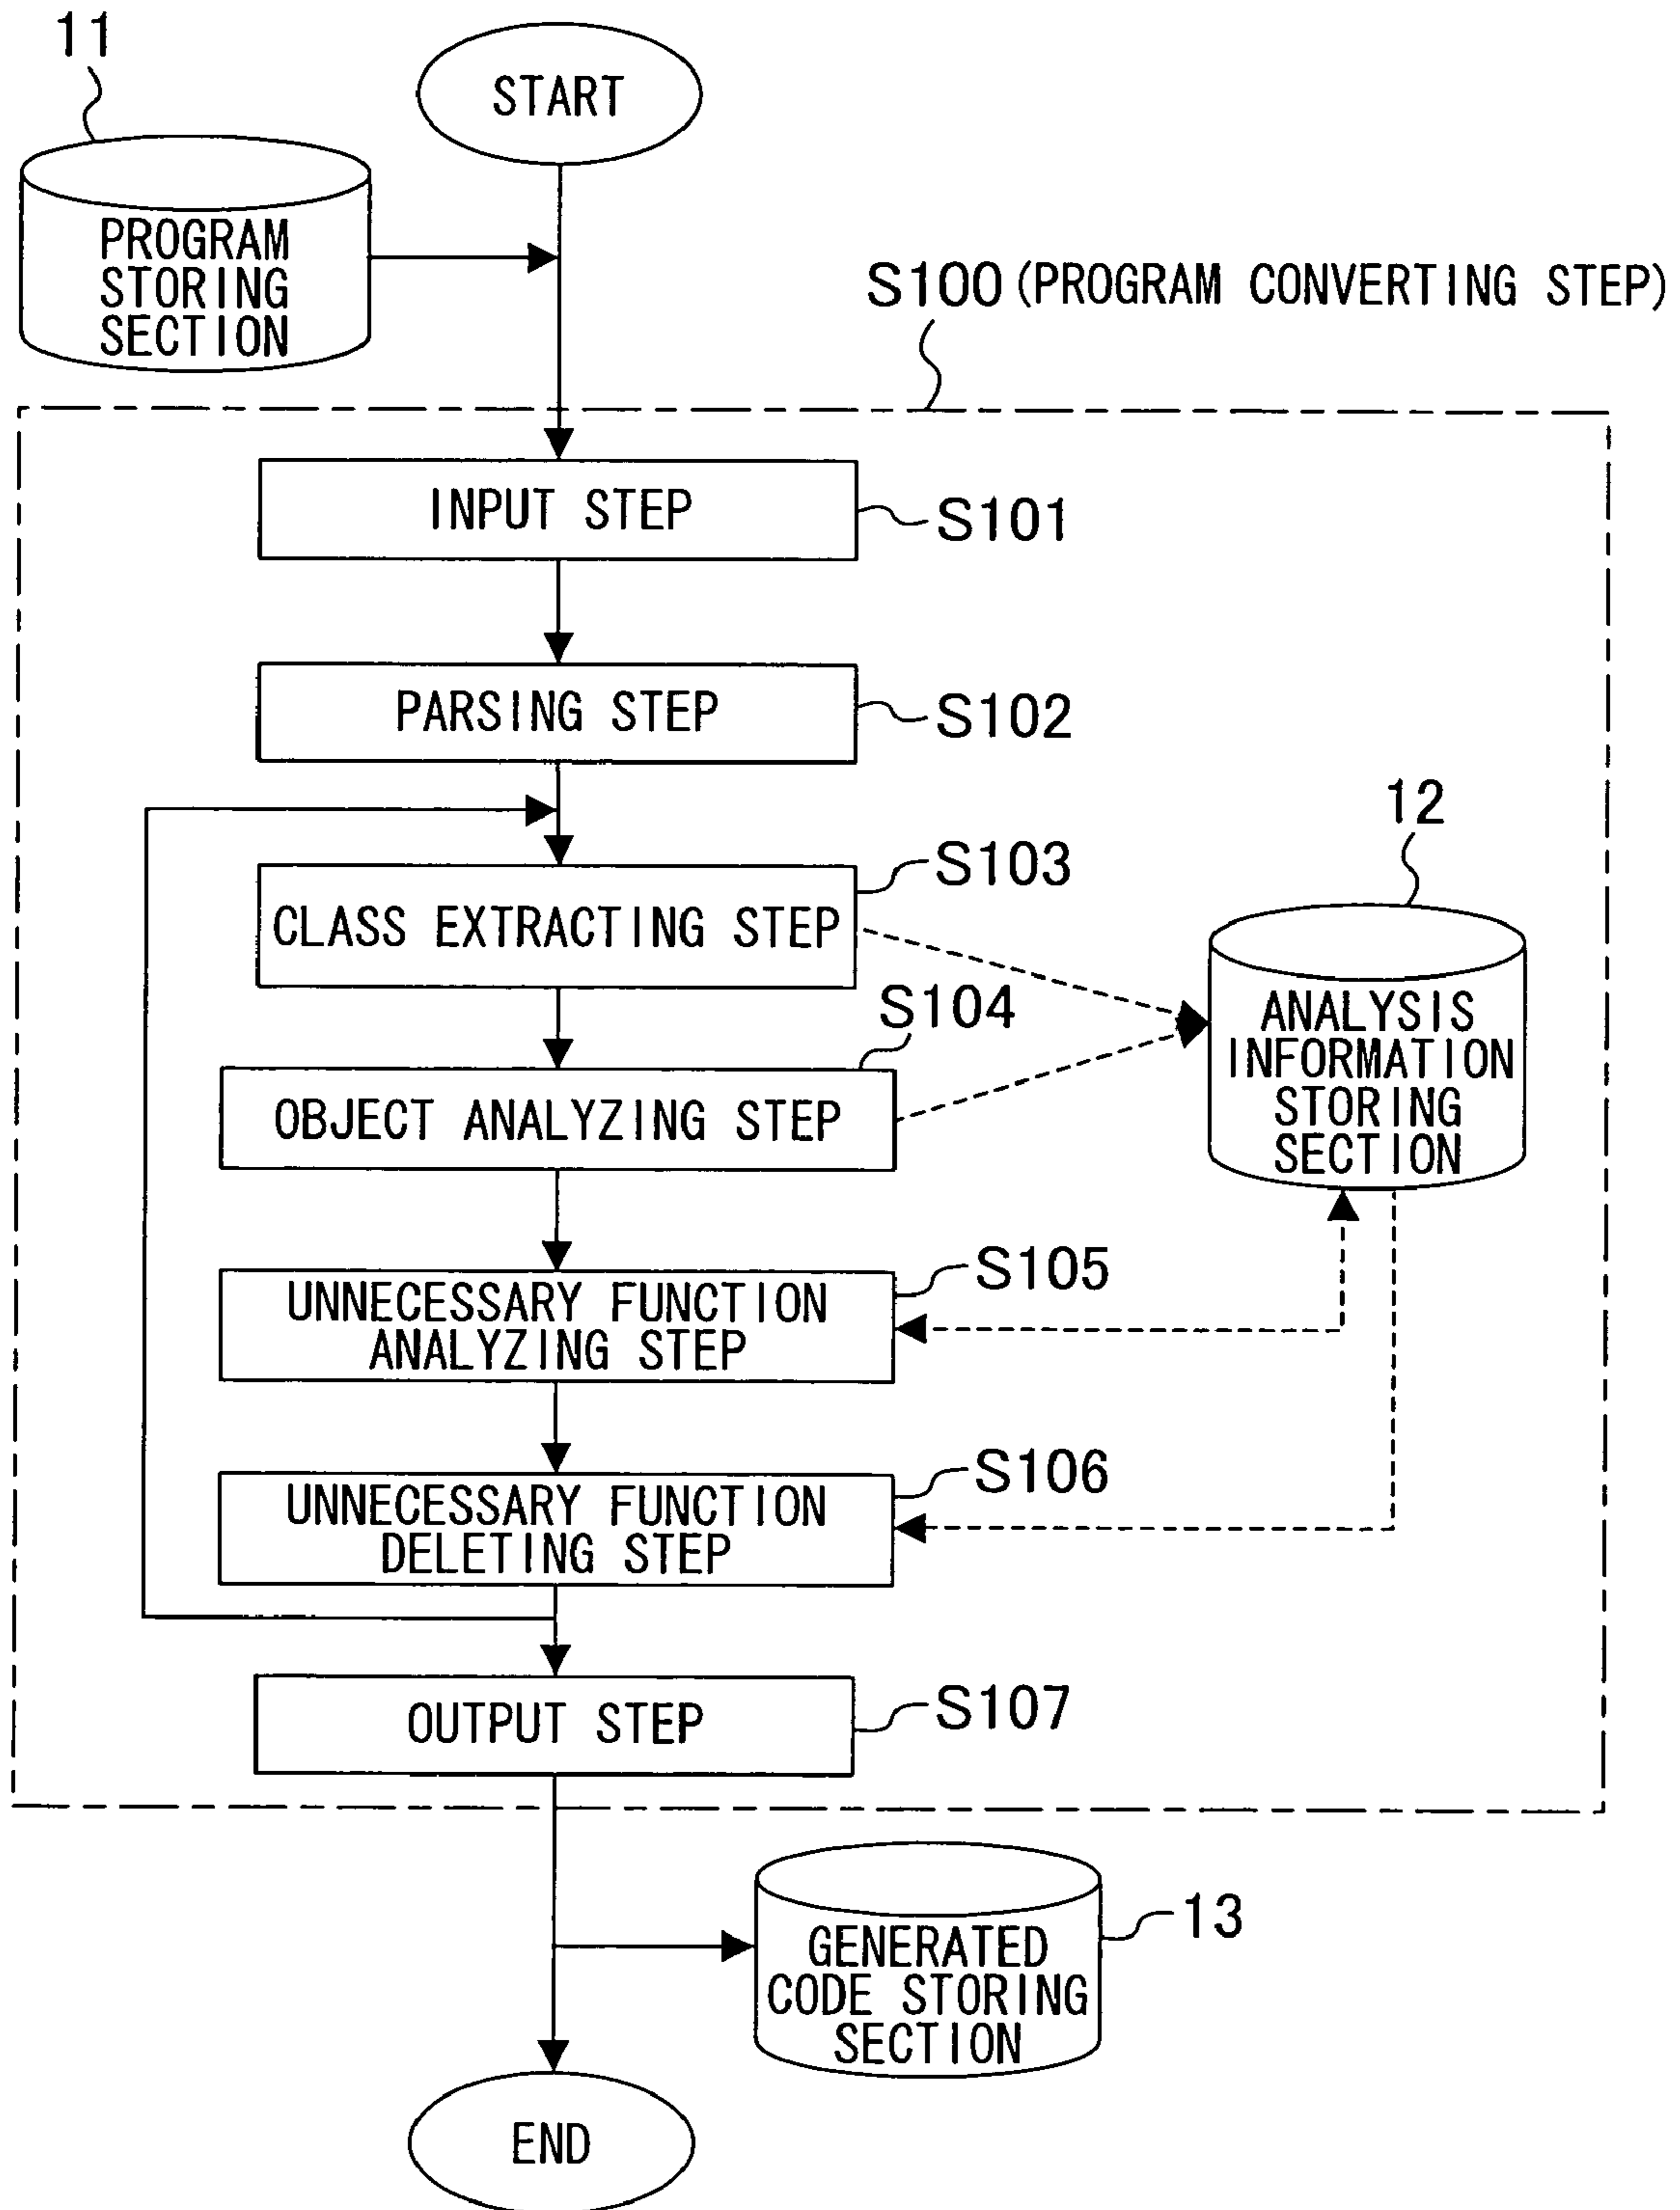 11
START
PROGRAM
STORING
SECTION
S100 (PROGRAM CONVERTING STEP)
INPUT STEP
S101
PARSING STEP
S102
12
S103
CLASS EXTRACTING STEP
S104
ANALYSIS
INFORMATION
STORING
SECTION
OBJECT ANALYZING STEP
S105
UNNECESSARY FUNCTION
ANALYZING STEP
S106
UNNECESSARY FUNCTION
DELETING STEP
S107
OUTPUT STEP
13
GENERATED
CODE STORING
SECTION
END